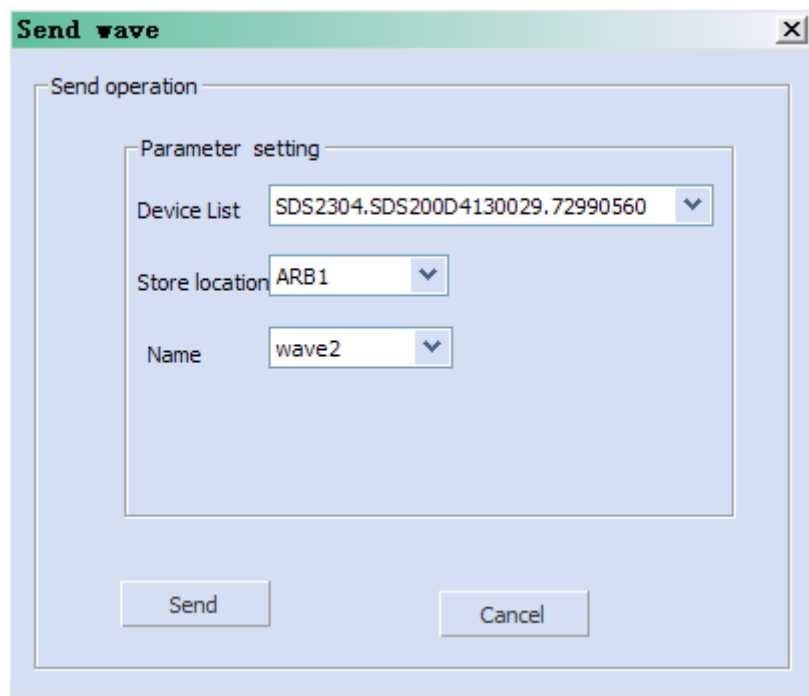 Send wave
Send operation
Parameter setting
Device List SDS2304.SDS200D4130029.72990560
Store location ARB1
Name wave2
Send Cancel